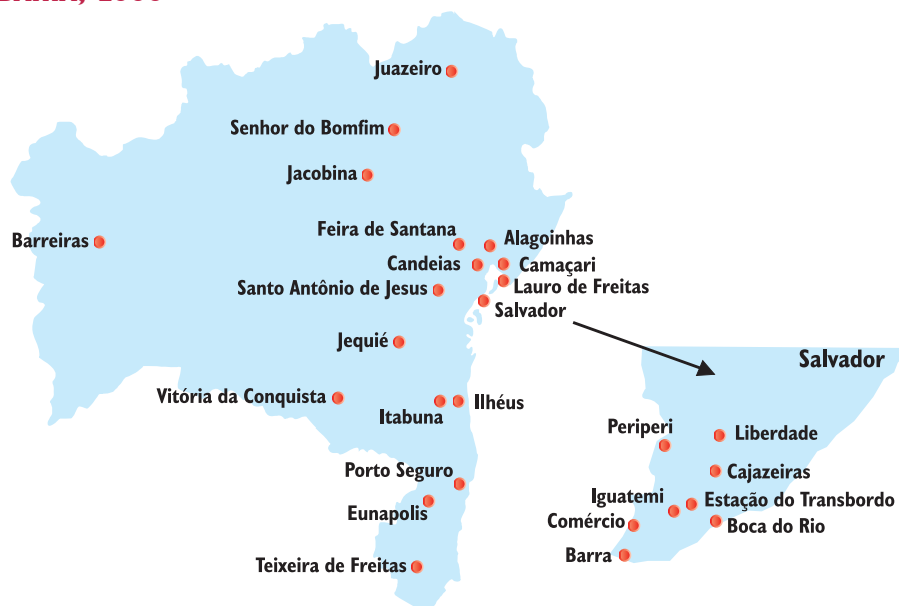 Juazeiro
Senhor do Bomfim
Jacobina
Feira de Santana
Alagoinhas
Barreiras
Candeias
Camaçari
Santo Antônio de Jesus
Lauro de Freitas
Salvador
Jequié
Salvador
Vitória da Conquista
Itabuna
Ilhéus
Periperi
Liberdade
Porto Seguro
Cajazeiras
Iguatemi
Estação do Transbordo
Eunapolis
Comércio
Boca do Rio
Barra
Teixeira de Freitas